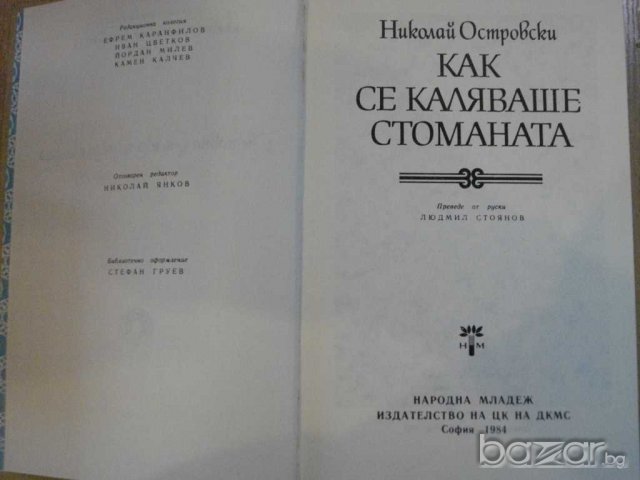 Редакционна колегия
ЕФРЕМ КАРАНФИЛОВ
ИВАН ЦВЕТКОВ
ЙОРДАН МИЛЕВ
КАМЕН КАЛЧЕВ
Отговорен редактор
НИКОЛАЙ ЯНКОВ
Библиотечно оформление
СТЕФАН ГРУЕВ
Николай Островски
КАК
СЕ КАЛЯВАШЕ
СТОМАНАТА
Преведе от руски
ЛЮДМИЛ СТОЯНОВ
Н М
НАРОДНА МЛАДЕЖ
ИЗДАТЕЛСТВО НА ЦК НА ДКМС
София 1984
bazar.bg